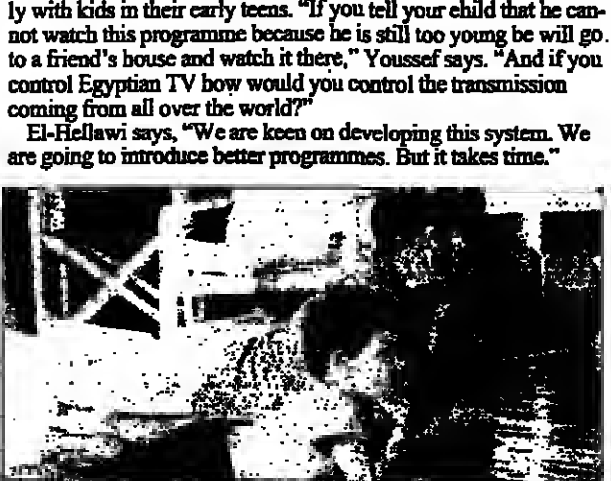 ly with kids in their early teens. “If you tell your child that he can-
not watch this programme because he is still too young he will go
to a friend's house and watch it there,” Youssef says. “And if you
control Egyptian TV how would you control the transmission
coming from all over the world?”
El-Hellawi says, “We are keen on developing this system. We
are going to introduce better programmes. But it takes time.”